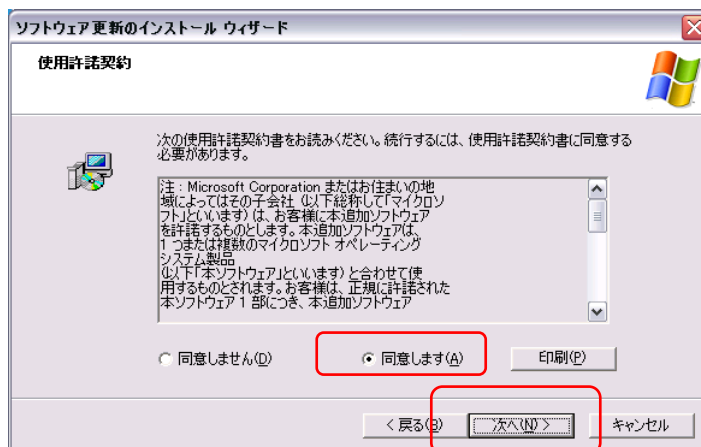 ソフトウェア更新のインストール ウィザード
使用許諾契約
次の使用許諾契約書をお読みください。続行するには、使用許諾契約書に同意する
必要があります。
注 : Microsoft Corporation またはお住まいの地
域によってはその子会社 (以下総称して「マイクロソ
フト」といいます) は、お客様に本追加ソフトウェア
を許諾するものとします。本追加ソフトウェアは、
1 つまたは複数のマイクロソフト オペレーティング
システム製品
(以下「本ソフトウェア」といいます) と合わせて使
用するものとされます。お客様は、正規に許諾された
本ソフトウェア 1 部につき、本追加ソフトウェア
同意しません(D)
同意します(A)
印刷(P)
< 戻る(B)
次へ(N) >
キャンセル